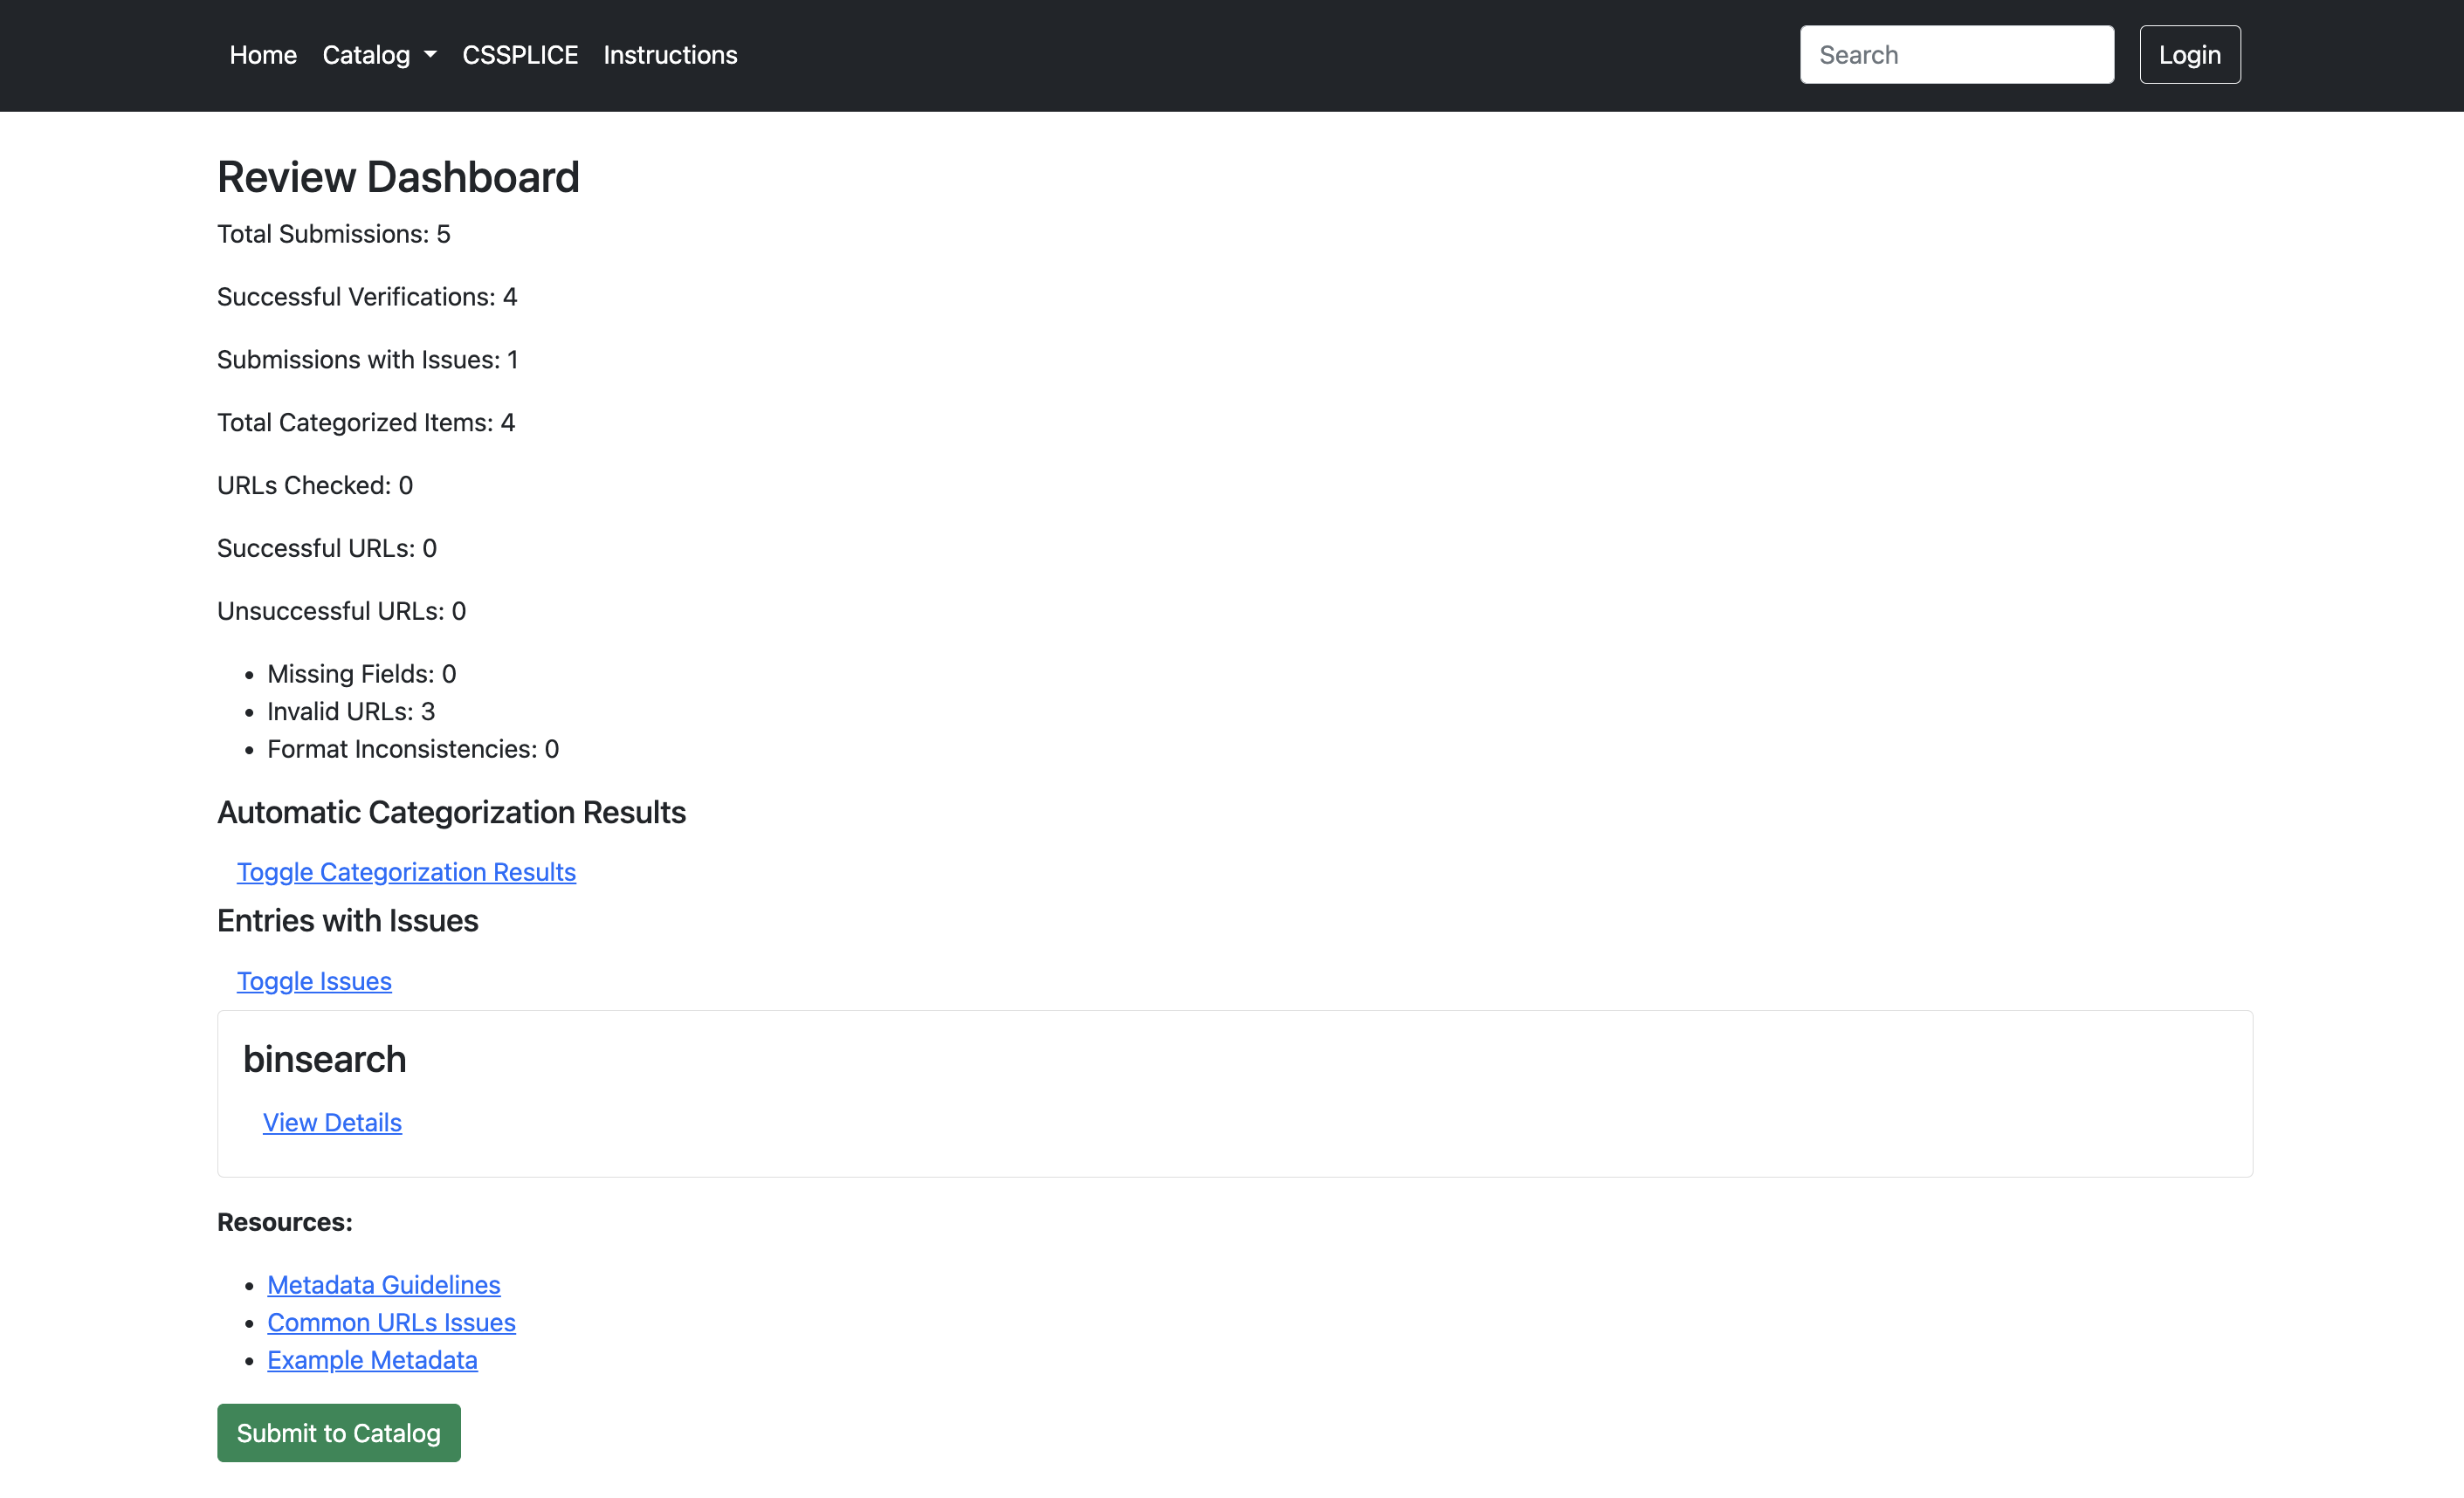 Home Catalog CSSPLICE Instructions Search Login
Review Dashboard
Total Submissions: 5
Successful Verifications: 4
Submissions with Issues: 1
Total Categorized Items: 4
URLs Checked: 0
Successful URLs: 0
Unsuccessful URLs: 0
• Missing Fields: 0
• Invalid URLs: 3
• Format Inconsistencies: 0
Automatic Categorization Results
Toggle Categorization Results
Entries with Issues
Toggle Issues
binsearch
View Details
Resources:
• Metadata Guidelines
• Common URLs Issues
• Example Metadata
Submit to Catalog